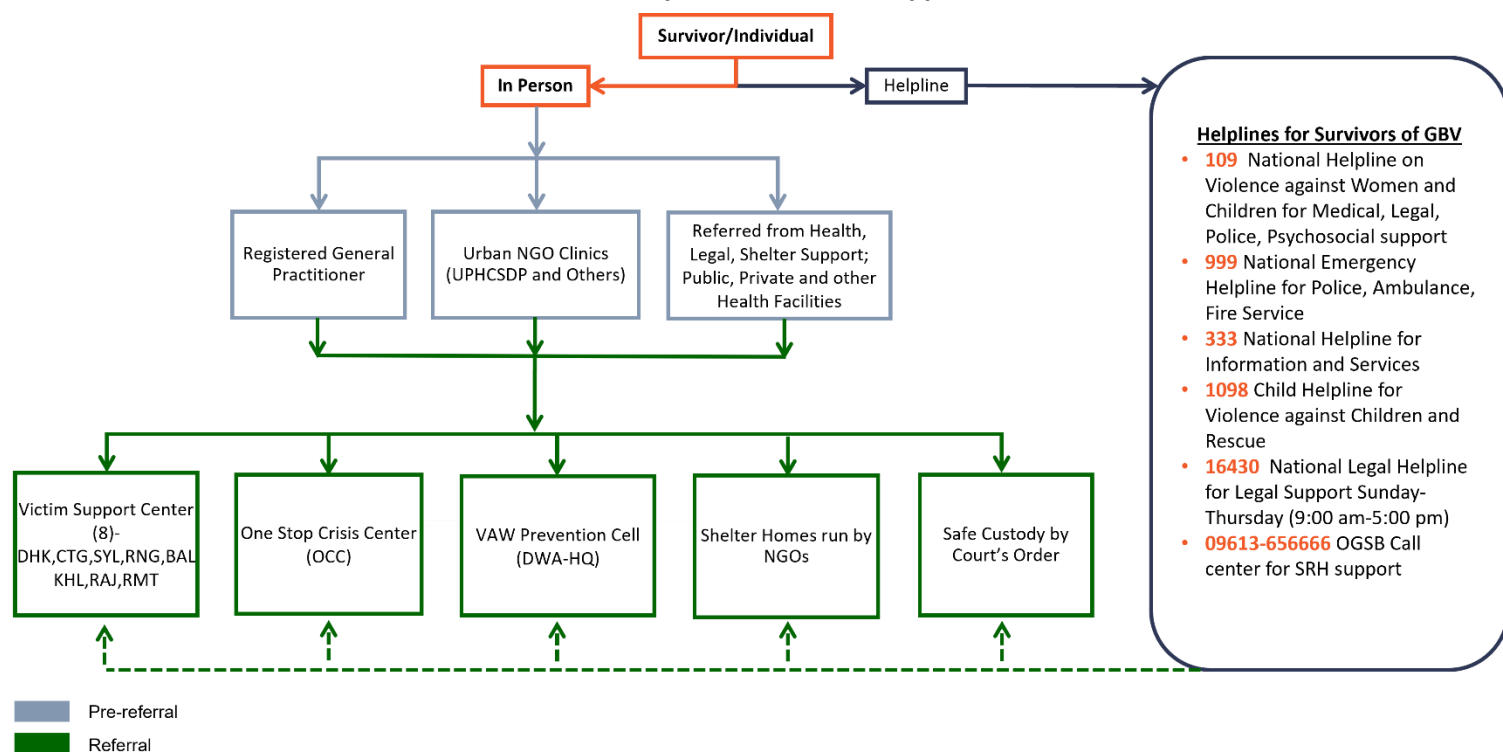 Survivor/Individual
In Person
Helpline
Registered General
Practitioner
Urban NGO Clinics
(UPHCSDP and Others)
Referred from Health,
Legal, Shelter Support;
Public, Private and other
Health Facilities
Victim Support Center
(8)-
DHK,CTG,SYL,RNG,BAL
KHL,RAJ,RMT
One Stop Crisis Center
(OCC)
VAW Prevention Cell
(DWA-HQ)
Shelter Homes run by
NGOs
Safe Custody by
Court’s Order
Helplines for Survivors of GBV
• 109 National Helpline on
Violence against Women and
Children for Medical, Legal,
Police, Psychosocial support
• 999 National Emergency
Helpline for Police, Ambulance,
Fire Service
• 333 National Helpline for
Information and Services
• 1098 Child Helpline for
Violence against Children and
Rescue
• 16430 National Legal Helpline
for Legal Support Sunday-
Thursday (9:00 am-5:00 pm)
• 09613-656666 OGSB Call
center for SRH support
Pre-referral
Referral